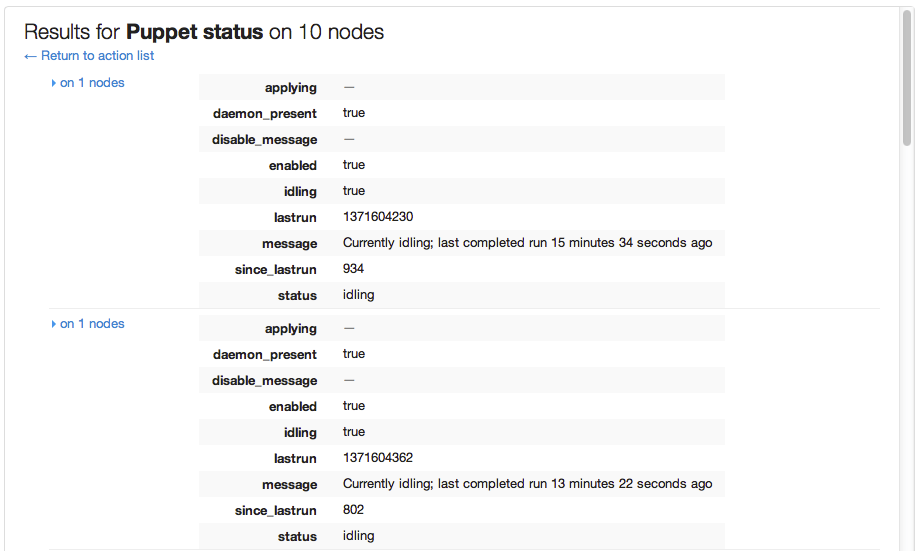 Results for Puppet status on 10 nodes
← Return to action list
on 1 nodes
applying —
daemon_present true
disable_message —
enabled true
idling true
lastrun 1371604230
message Currently idling; last completed run 15 minutes 34 seconds ago
since_lastrun 934
status idling
on 1 nodes
applying —
daemon_present true
disable_message —
enabled true
idling true
lastrun 1371604362
message Currently idling; last completed run 13 minutes 22 seconds ago
since_lastrun 802
status idling